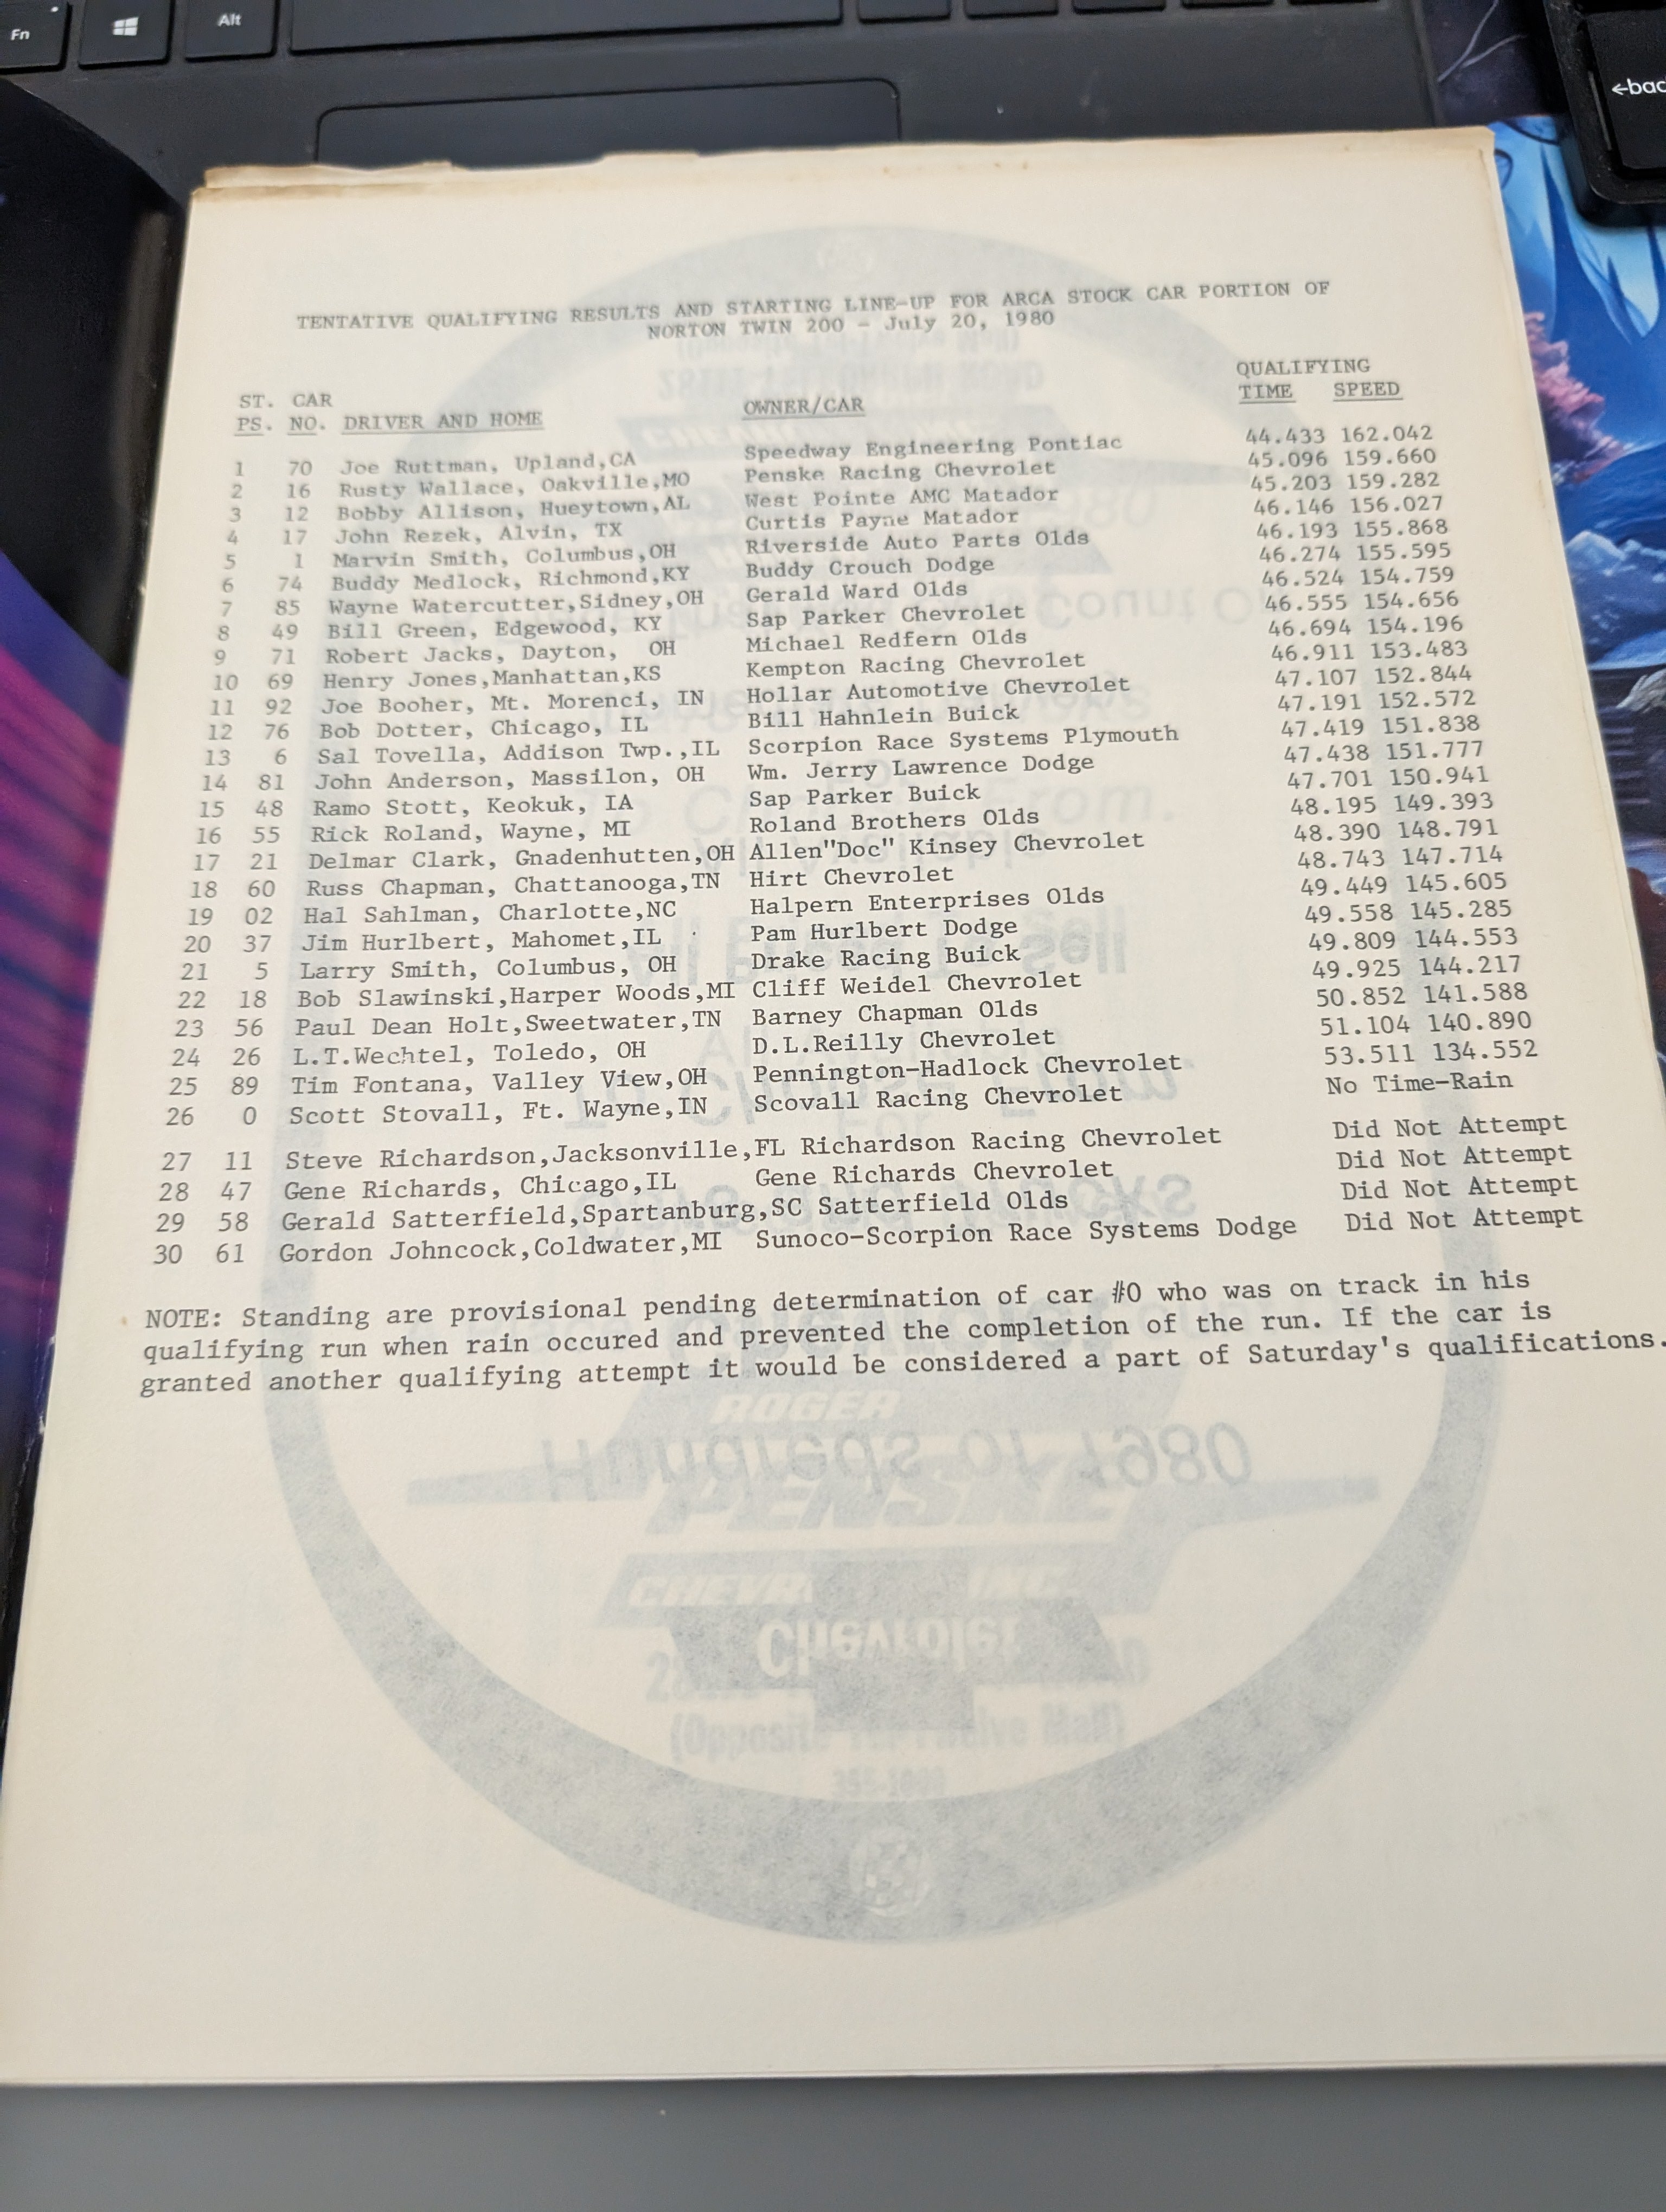 Fn
Alt
←bac
TENTATIVE QUALIFYING RESULTS AND STARTING LINE-UP FOR ARCA STOCK CAR PORTION OF
NORTON TWIN 200 - July 20, 1980
QUALIFYING
ST. CAR
PS. NO. DRIVER AND HOME OWNER/CAR TIME SPEED
1 70 Joe Ruttman, Upland,CA Speedway Engineering Pontiac 44.433 162.042
2 16 Rusty Wallace, Oakville,MO Penske Racing Chevrolet 45.096 159.660
3 12 Bobby Allison, Hueytown,AL West Pointe AMC Matador 45.203 159.282
4 17 John Rezek, Alvin, TX Curtis Payne Matador 46.146 156.027
5 1 Marvin Smith, Columbus,OH Riverside Auto Parts Olds 46.193 155.868
6 74 Buddy Medlock, Richmond,KY Buddy Crouch Dodge 46.274 155.595
7 85 Wayne Watercutter,Sidney,OH Gerald Ward Olds 46.524 154.759
8 49 Bill Green, Edgewood, KY Sap Parker Chevrolet 46.555 154.656
9 71 Robert Jacks, Dayton, OH Michael Redfern Olds 46.694 154.196
10 69 Henry Jones,Manhattan,KS Kempton Racing Chevrolet 46.911 153.483
11 92 Joe Booher, Mt. Morenci, IN Hollar Automotive Chevrolet 47.107 152.844
12 76 Bob Dotter, Chicago, IL Bill Hahnlein Buick 47.191 152.572
13 6 Sal Tovella, Addison Twp.,IL Scorpion Race Systems Plymouth 47.419 151.838
14 81 John Anderson, Massilon, OH Wm. Jerry Lawrence Dodge 47.438 151.777
15 48 Ramo Stott, Keokuk, IA Sap Parker Buick 47.701 150.941
16 55 Rick Roland, Wayne, MI Roland Brothers Olds 48.195 149.393
17 21 Delmar Clark, Gnadenhutten,OH Allen"Doc" Kinsey Chevrolet 48.390 148.791
18 60 Russ Chapman, Chattanooga,TN Hirt Chevrolet 48.743 147.714
19 02 Hal Sahlman, Charlotte,NC Halpern Enterprises Olds 49.449 145.605
20 37 Jim Hurlbert, Mahomet,IL Pam Hurlbert Dodge 49.558 145.285
21 5 Larry Smith, Columbus, OH Drake Racing Buick 49.809 144.553
22 18 Bob Slawinski,Harper Woods,MI Cliff Weidel Chevrolet 49.925 144.217
23 56 Paul Dean Holt,Sweetwater,TN Barney Chapman Olds 50.852 141.588
24 26 L.T.Wechtel, Toledo, OH D.L.Reilly Chevrolet 51.104 140.890
25 89 Tim Fontana, Valley View,OH Pennington-Hadlock Chevrolet 53.511 134.552
26 0 Scott Stovall, Ft. Wayne,IN Scovall Racing Chevrolet No Time-Rain
27 11 Steve Richardson,Jacksonville,FL Richardson Racing Chevrolet Did Not Attempt
28 47 Gene Richards, Chicago,IL Gene Richards Chevrolet Did Not Attempt
29 58 Gerald Satterfield,Spartanburg,SC Satterfield Olds Did Not Attempt
30 61 Gordon Johncock,Coldwater,MI Sunoco-Scorpion Race Systems Dodge Did Not Attempt
NOTE: Standing are provisional pending determination of car #0 who was on track in his
qualifying run when rain occured and prevented the completion of the run. If the car is
granted another qualifying attempt it would be considered a part of Saturday's qualifications.
ROGER
Hundreds of 1980
PENSKE
Chevrolet